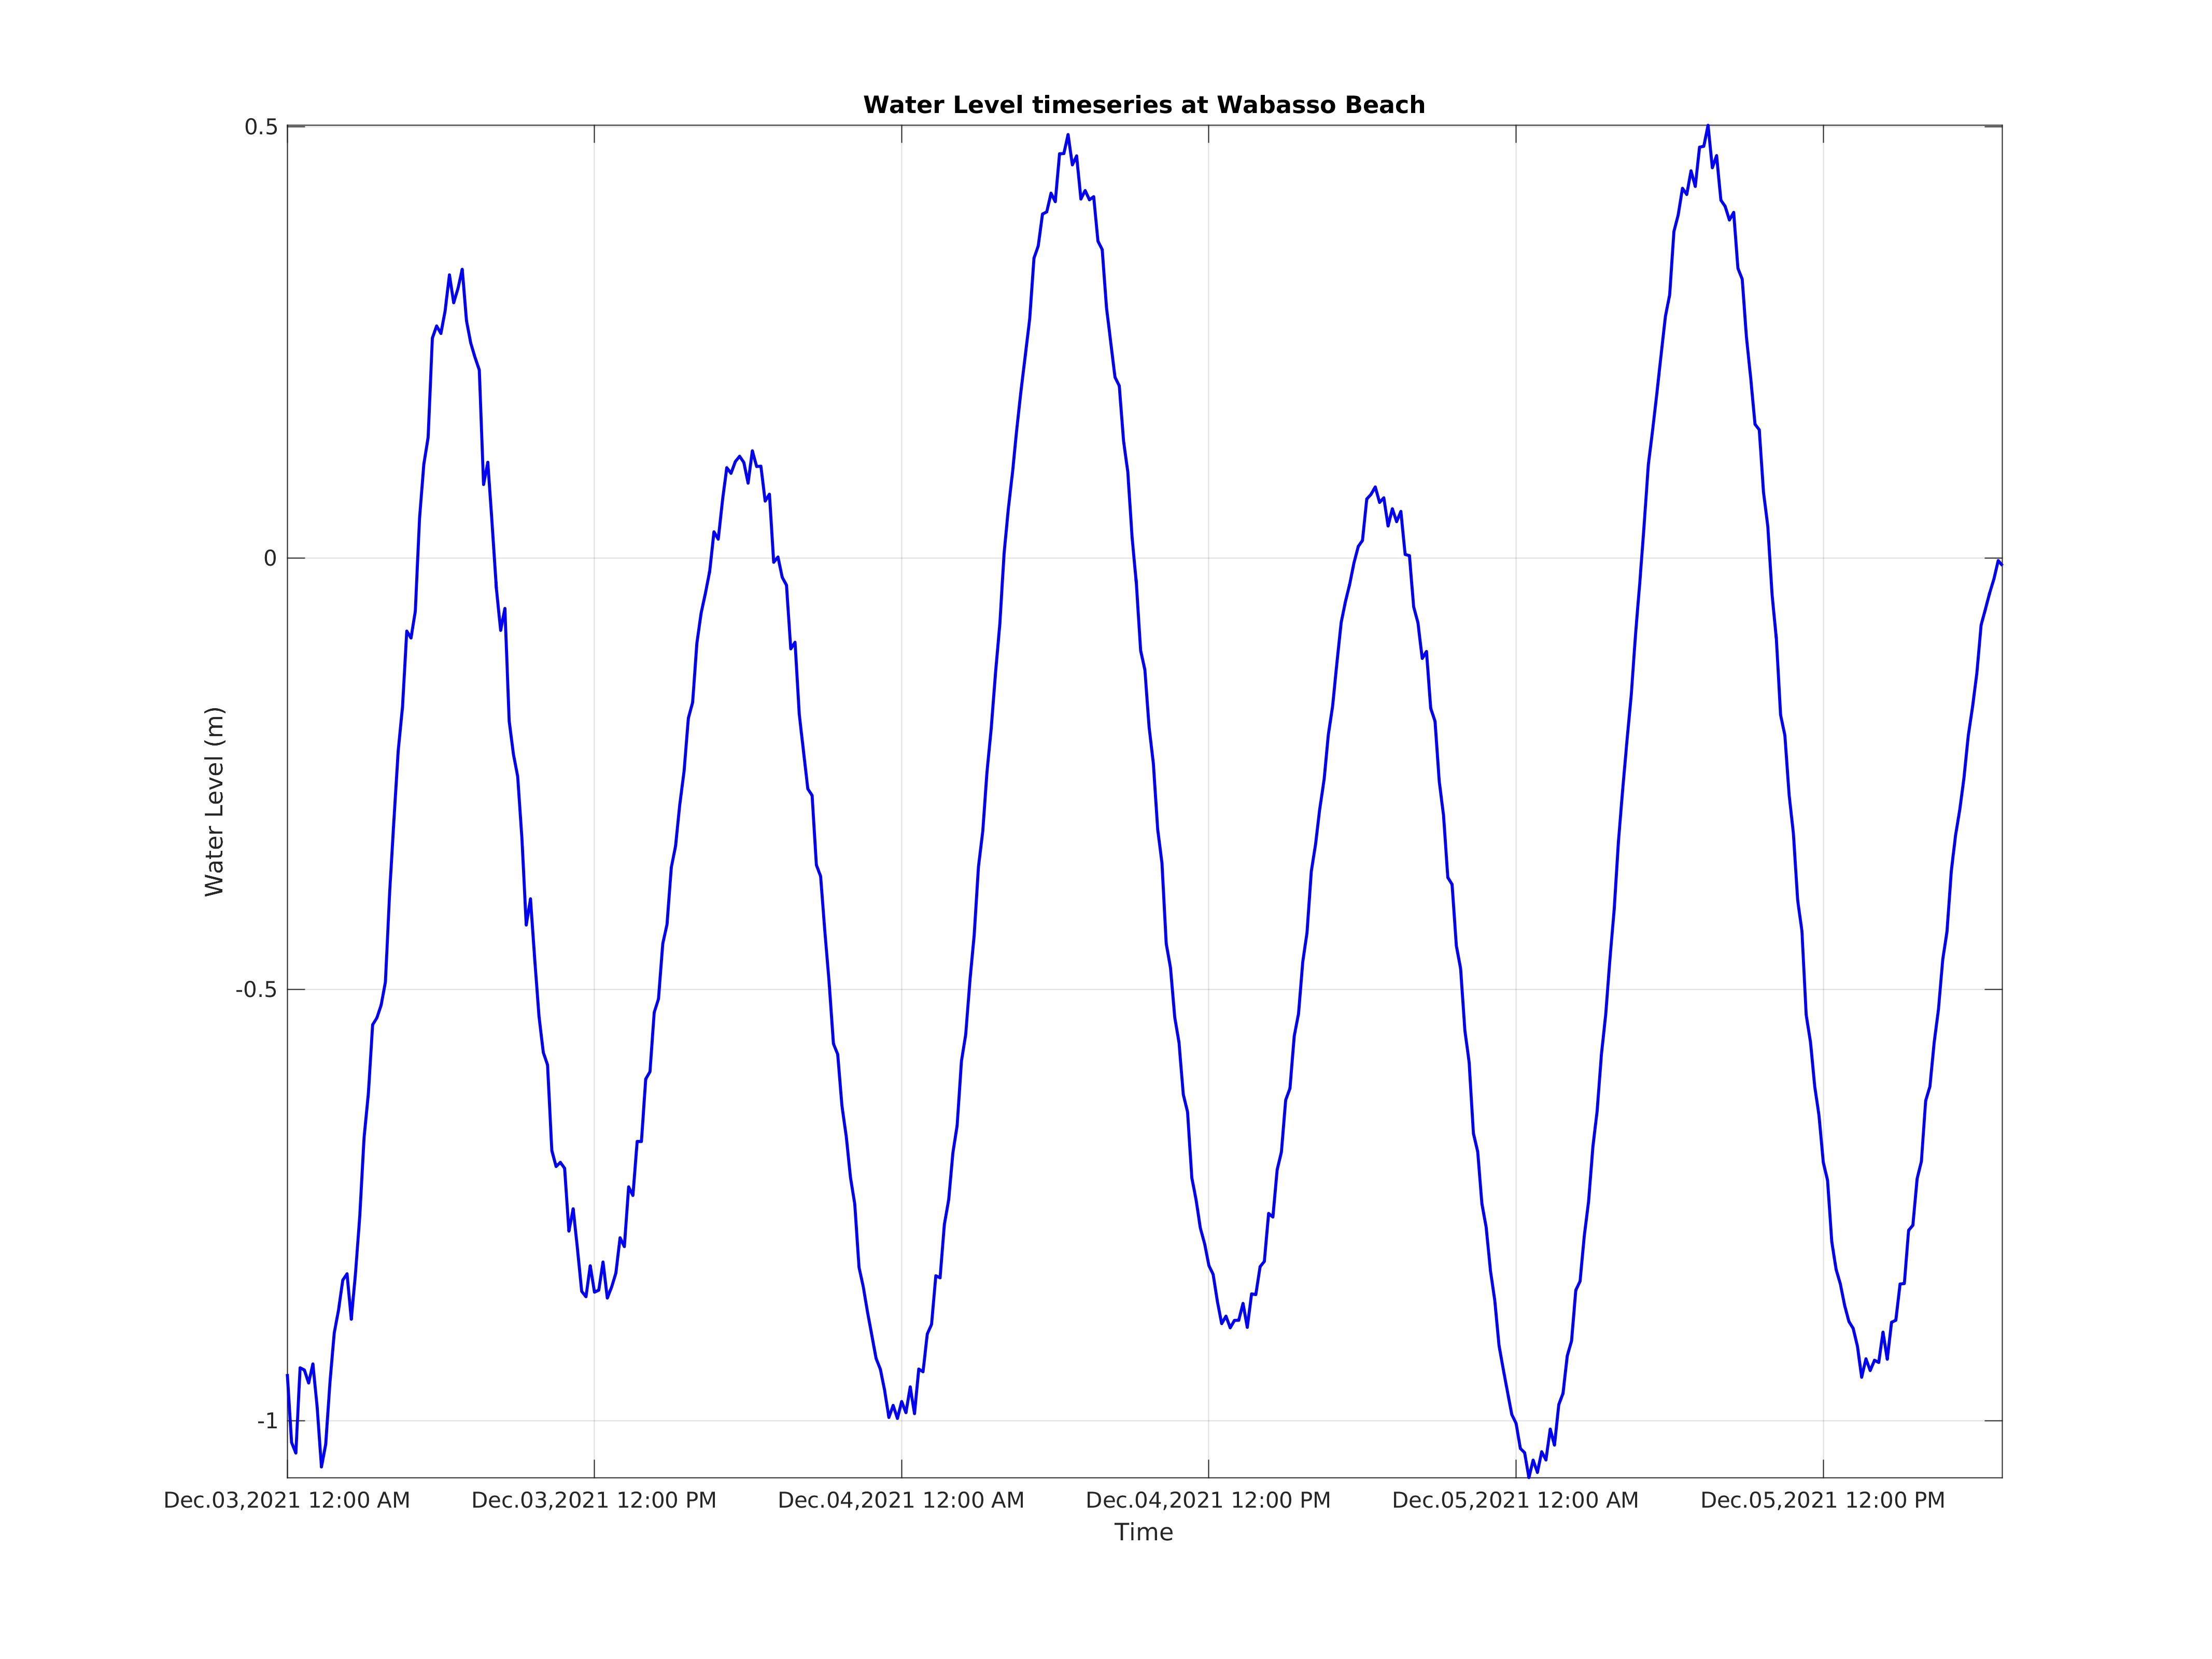 Water Level timeseries at Wabasso Beach
0.5
0
-0.5
-1
Water Level (m)
Dec.03,2021 12:00 AM
Dec.03,2021 12:00 PM
Dec.04,2021 12:00 AM
Dec.04,2021 12:00 PM
Dec.05,2021 12:00 AM
Dec.05,2021 12:00 PM
Time